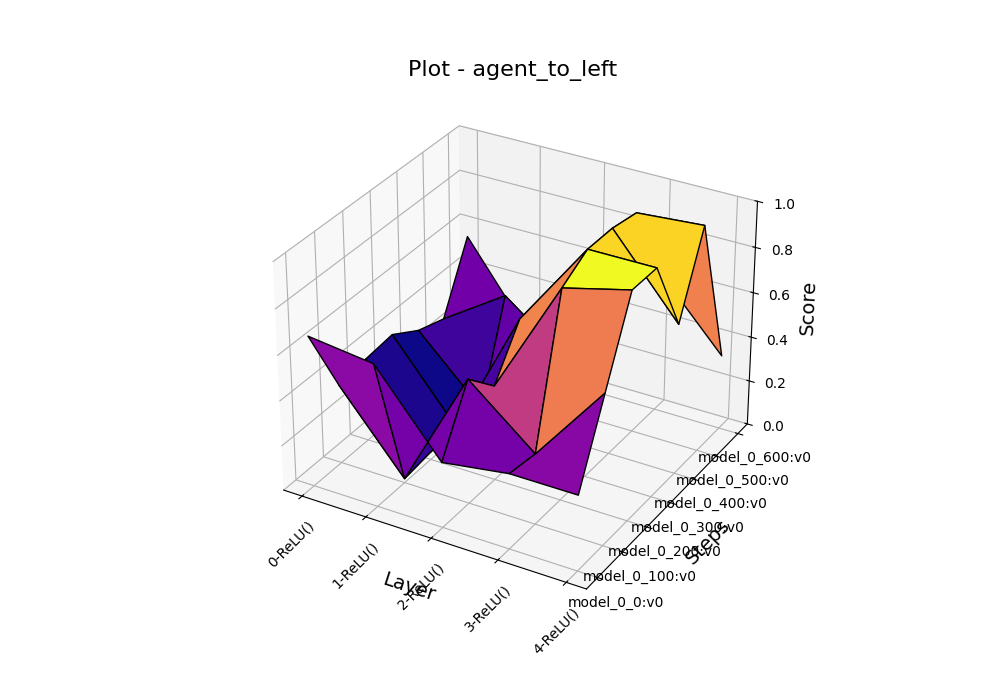 Plot - agent_to_left
1.0
0.8
0.6
0.4
0.2
0.0
Score
model_0_600:v0
model_0_500:v0
model_0_400:v0
model_0_300:v0
model_0_200:v0
model_0_100:v0
model_0_0:v0
Steps
0-ReLU()
1-ReLU()
2-ReLU()
3-ReLU()
4-ReLU()
Layer